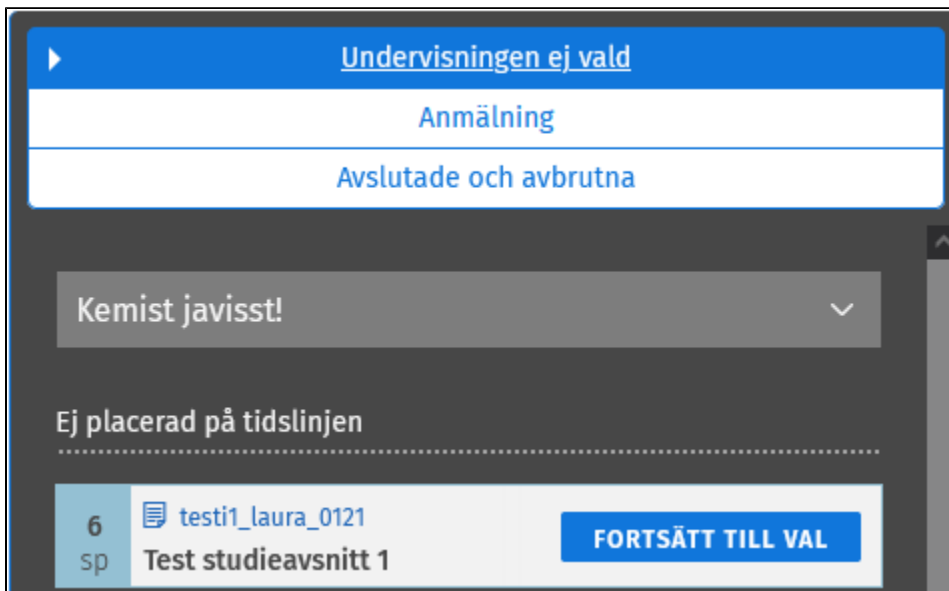 Undervisningen ej vald
Anmälning
Avslutade och avbrutna
Kemist javisst!
Ej placerad på tidslinjen
6
sp
testi1_laura_0121
Test studieavsnitt 1
FORTSÄTT TILL VAL